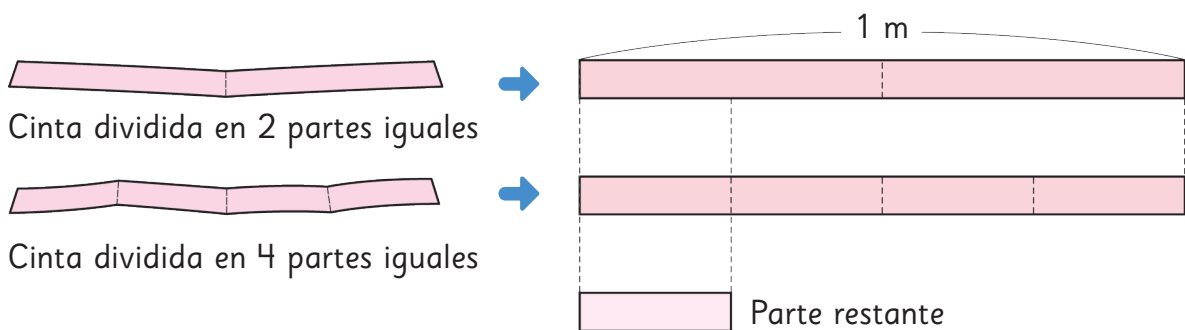 1 m
Cinta dividida en 2 partes iguales
Cinta dividida en 4 partes iguales
Parte restante